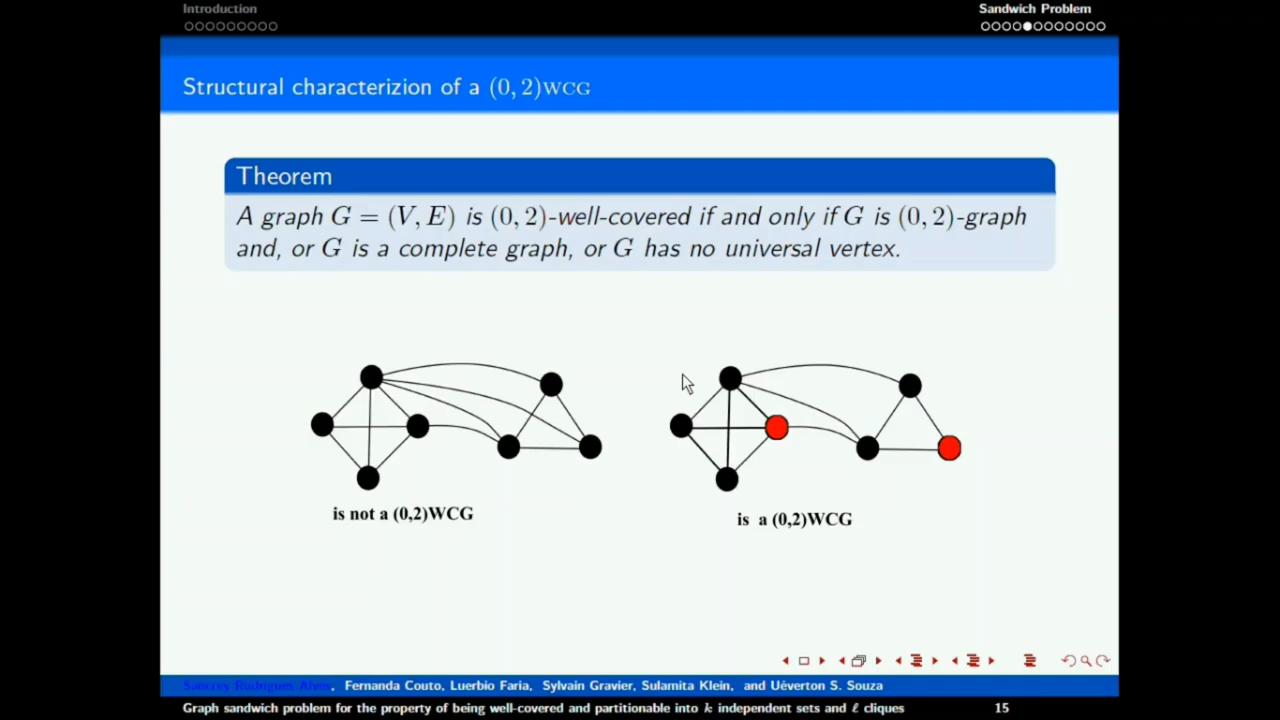 Introduction
Sandwich Problem
Structural characterizion of a (0, 2)WCG
Theorem
A graph G = (V, E) is (0, 2)-well-covered if and only if G is (0, 2)-graph
and, or G is a complete graph, or G has no universal vertex.
is not a (0,2)WCG
is a (0,2)WCG
Sancrey Rodrigues Alves, Fernanda Couto, Luerbio Faria, Sylvain Gravier, Sulamita Klein, and Uéverton S. Souza
Graph sandwich problem for the property of being well-covered and partitionable into k independent sets and ℓ cliques
15